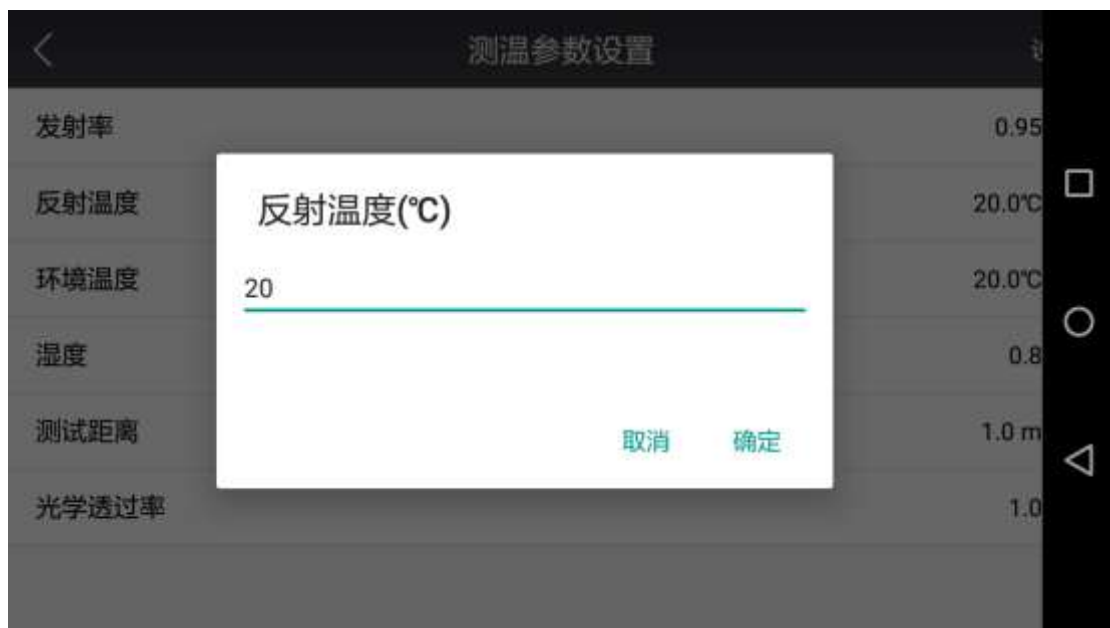 测温参数设置
发射率 0.95
反射温度 20.0℃
环境温度 20.0℃
湿度 0.8
测试距离 1.0 m
光学透过率 1.0
反射温度(℃)
20
取消 确定